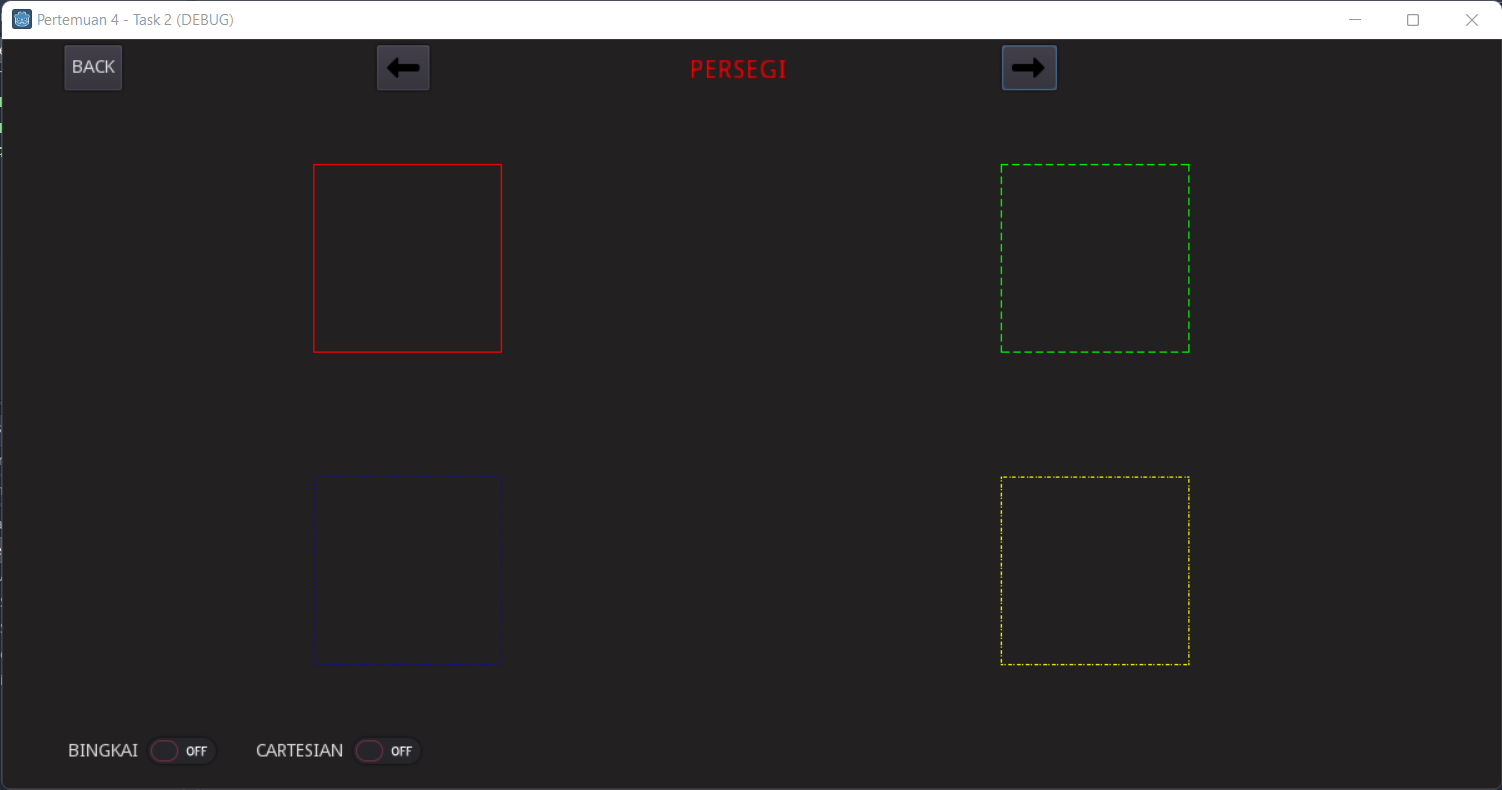 Pertemuan 4 - Task 2 (DEBUG)
BACK
PERSEGI
BINGKAI OFF CARTESIAN OFF